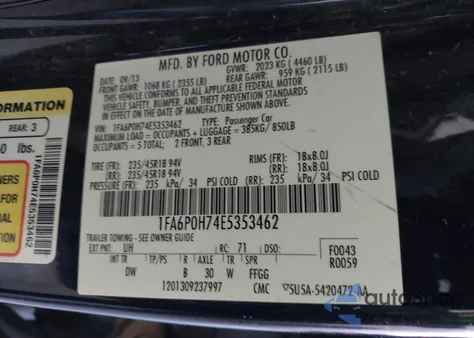 MFD. BY FORD MOTOR CO.
DATE: 09/13 GVWR: 2023 KG ( 4460 LB)
FRONT GAWR: 1068 KG ( 2355 LB) REAR GAWR: 959 KG ( 2115 LB)
THIS VEHICLE CONFORMS TO ALL APPLICABLE FEDERAL MOTOR
VEHICLE SAFETY, BUMPER, AND THEFT PREVENTION STANDARDS IN
EFFECT ON THE DATE OF MANUFACTURE SHOWN ABOVE.
VIN: 1FA6P0H74E5353462 TYPE: Passenger Car
MAXIMUM LOAD = OCCUPANTS + LUGGAGE = 385KG/ 850LB
OCCUPANTS = 5 TOTAL: 2 FRONT, 3 REAR
TIRE (FR): 235/45R18 94V RIMS (FR): 18x8.0J
(RR): 235/45R18 94V (RR): 18x8.0J
PRESSURE (FR): 235 kPa/ 34 PSI COLD (RR): 235 kPa/ 34 PSI COLD
1FA6P0H74E5353462
TRAILER TOWING - SEE OWNER GUIDE
EXT PNT: UH RC: 71 F0043
INT TR TP/PS R AXLE TR SPR R0059
DW B 30 W FFGG
1201309237997 CMC 5U5A-5420472-AA
FORMATION
REAR: 3
lbs.
1FA6P0H74E5353462
autoauctions